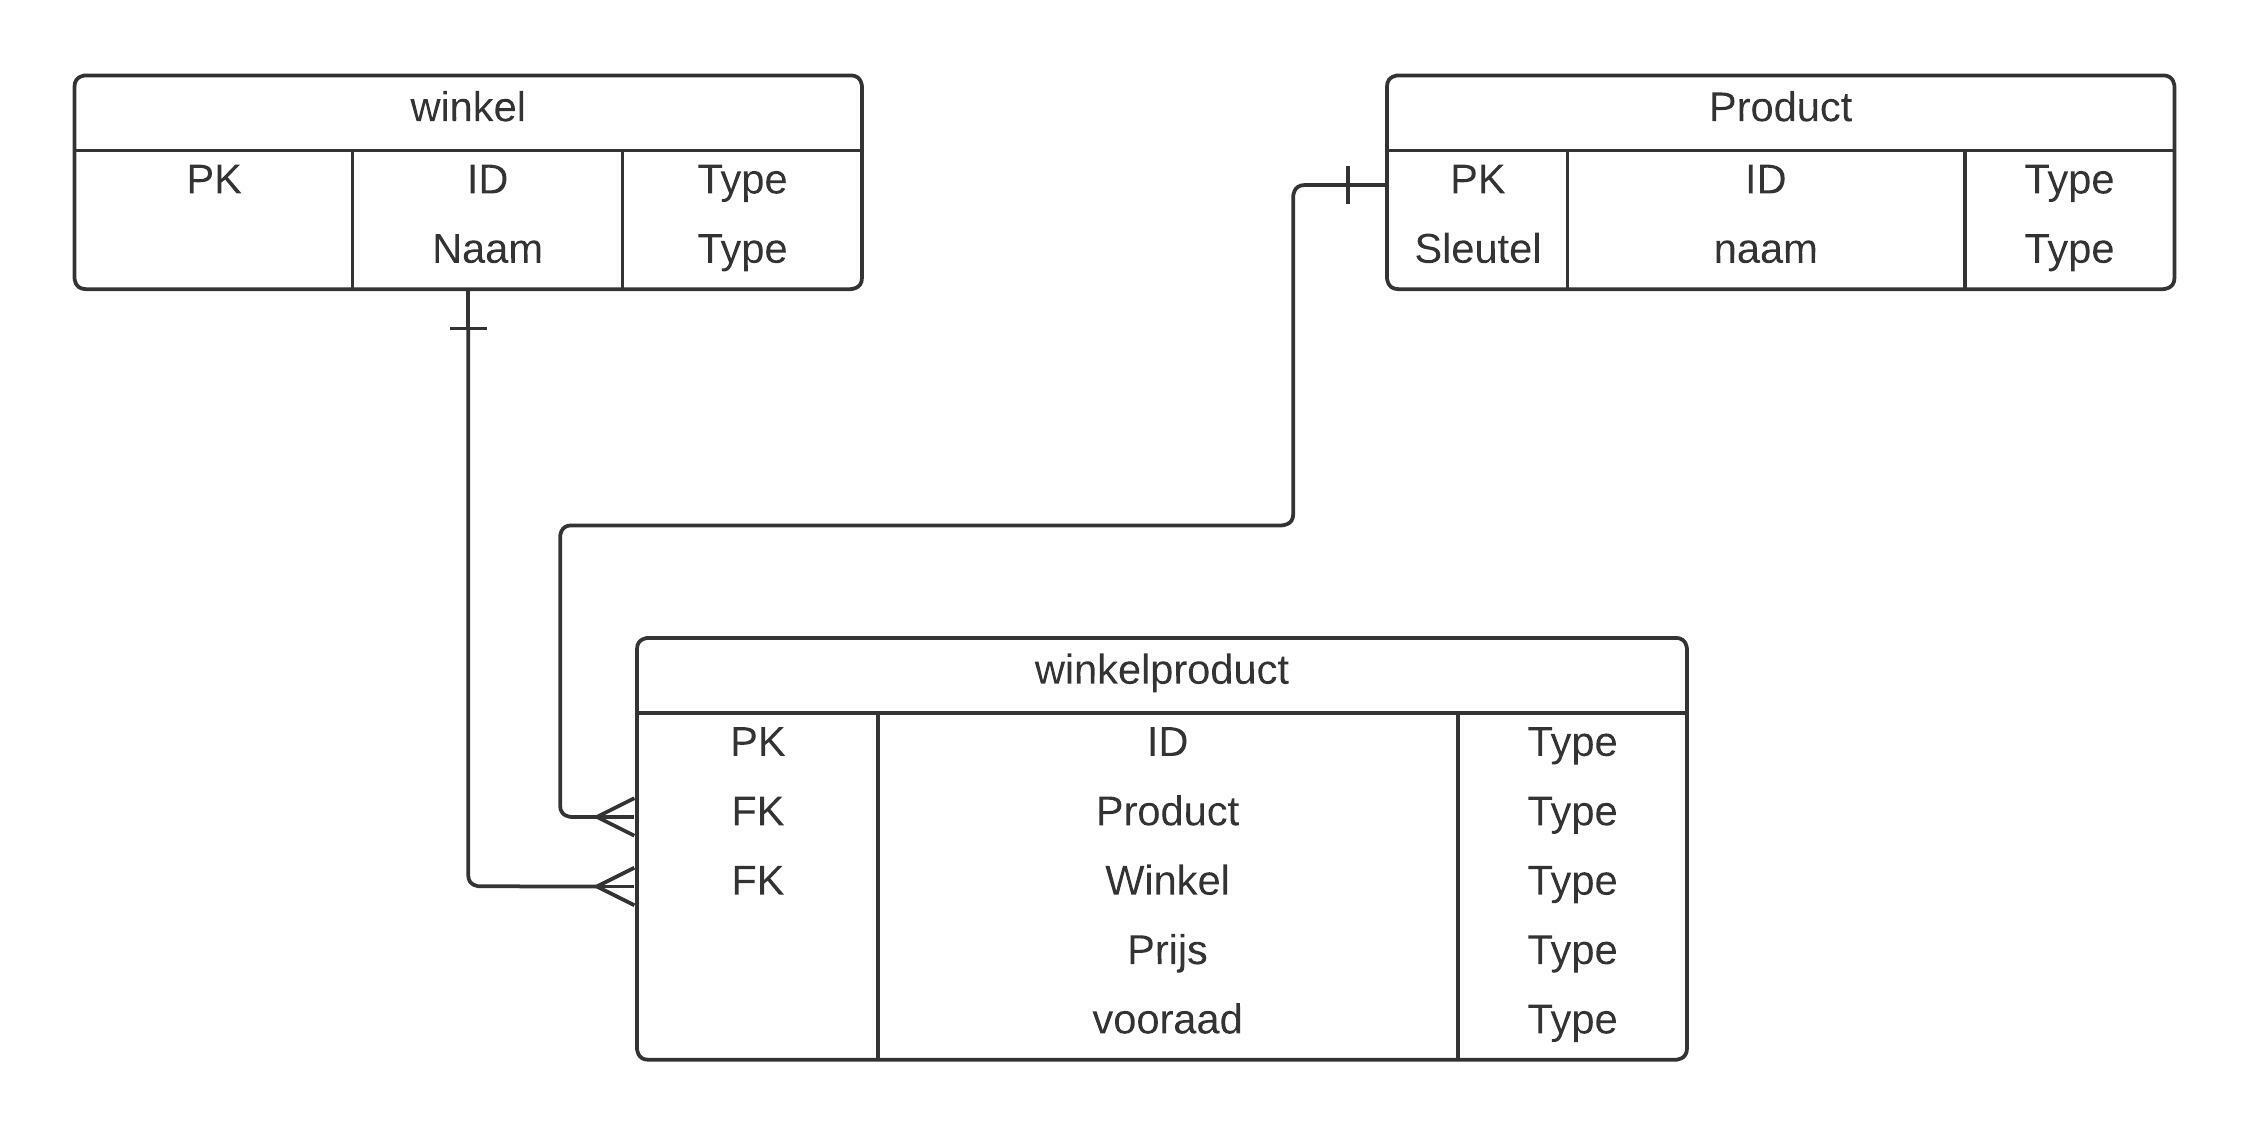 winkel
PK ID Type
Naam Type
Product
PK ID Type
Sleutel naam Type
winkelproduct
PK ID Type
FK Product Type
FK Winkel Type
Prijs Type
vooraad Type